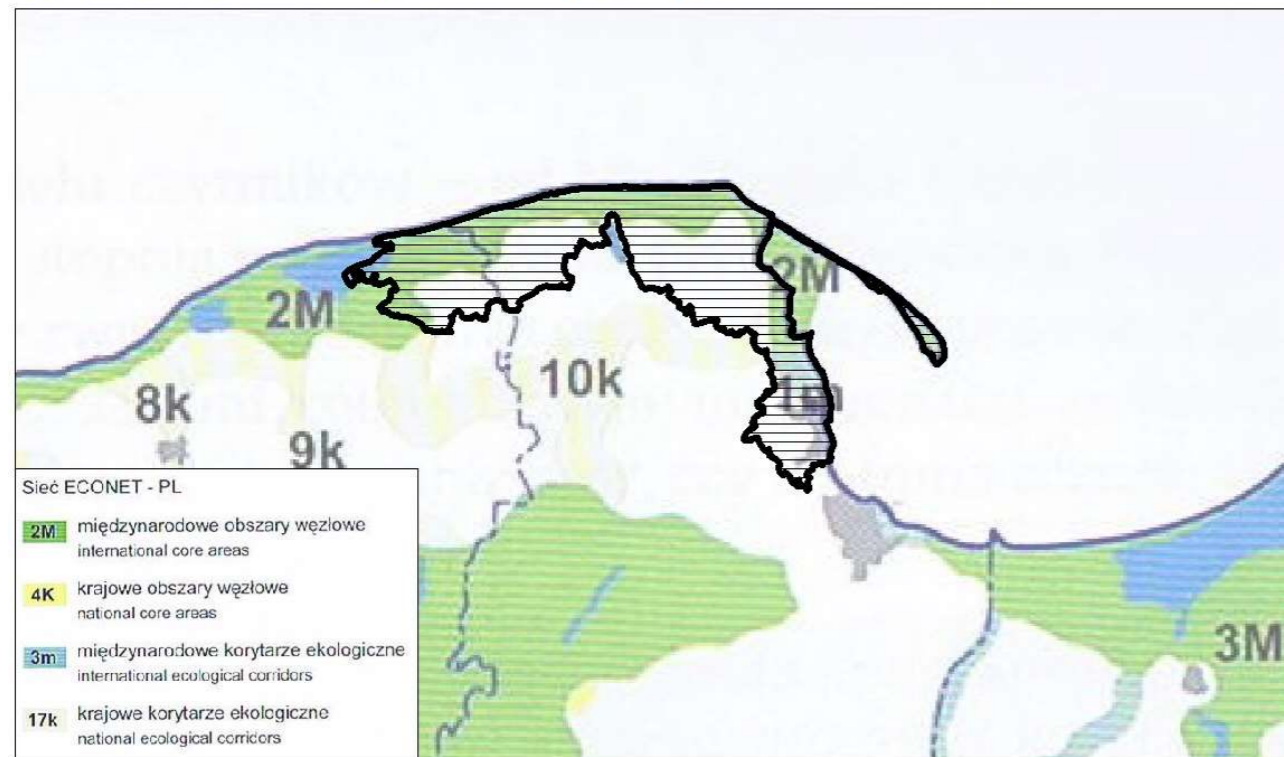 2M
2M
8k
10k
1m
9k
3M
Sieć ECONET - PL
2M międzynarodowe obszary węzłowe
international core areas
4K krajowe obszary węzłowe
national core areas
3m międzynarodowe korytarze ekologiczne
international ecological corridors
17k krajowe korytarze ekologiczne
national ecological corridors